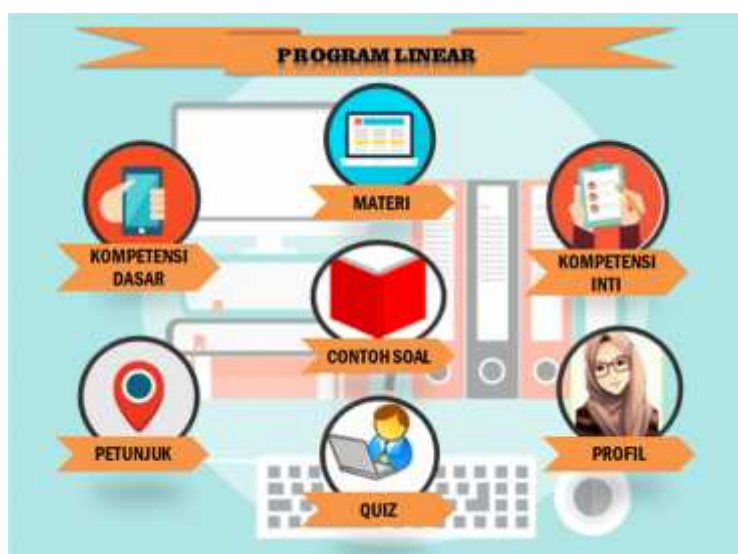 PROGRAM LINEAR
MATERI
KOMPETENSI
DASAR
KOMPETENSI
INTI
CONTOH SOAL
PETUNJUK
PROFIL
QUIZ